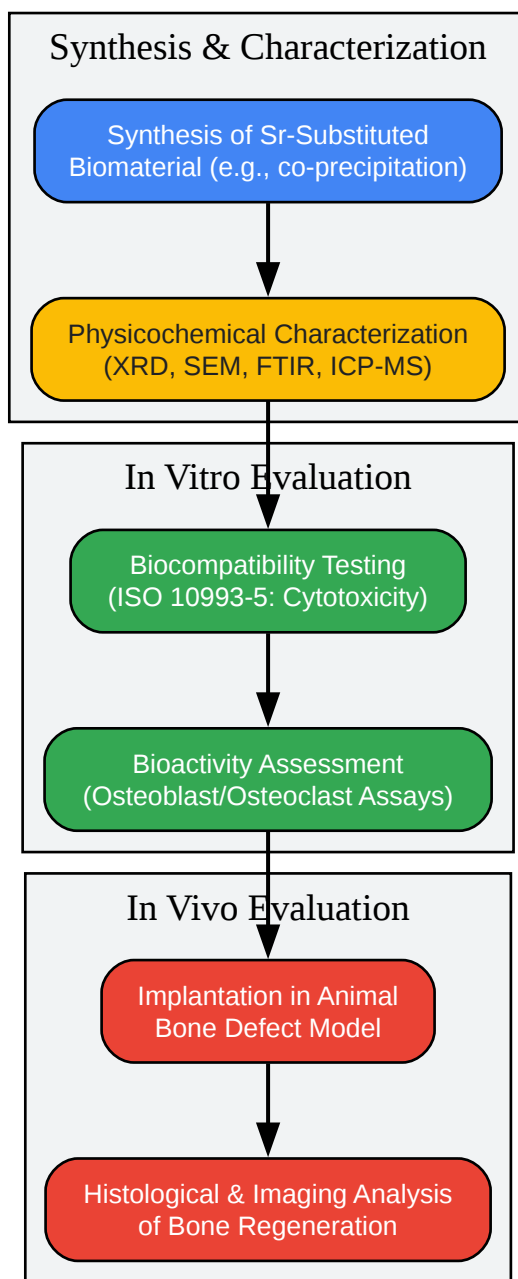 Synthesis & Characterization
Synthesis of Sr-Substituted
Biomaterial (e.g., co-precipitation)
Physicochemical Characterization
(XRD, SEM, FTIR, ICP-MS)
In Vitro Evaluation
Biocompatibility Testing
(ISO 10993-5: Cytotoxicity)
Bioactivity Assessment
(Osteoblast/Osteoclast Assays)
In Vivo Evaluation
Implantation in Animal
Bone Defect Model
Histological & Imaging Analysis
of Bone Regeneration